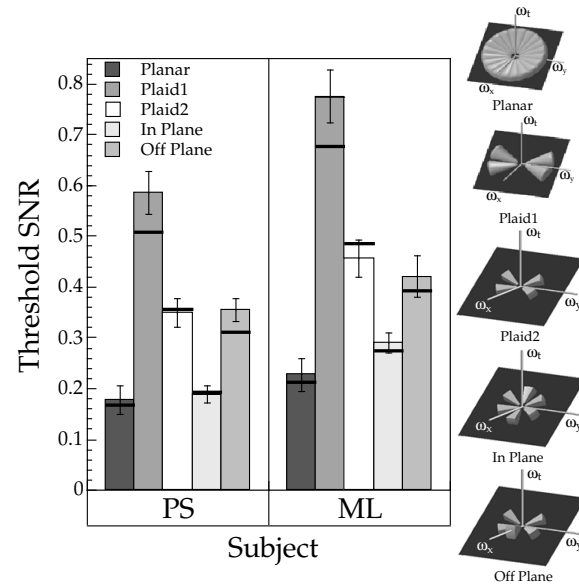 Threshold SNR
0.8
0.7
0.6
0.5
0.4
0.3
0.2
0.1
0
Planar
Plaid1
Plaid2
In Plane
Off Plane
PS
ML
Subject
ωt
ωy
ωx
Planar
ωt
ωy
ωx
Plaid1
ωt
ωx
ωy
Plaid2
ωt
ωx
ωy
In Plane
ωt
ωx
ωy
Off Plane